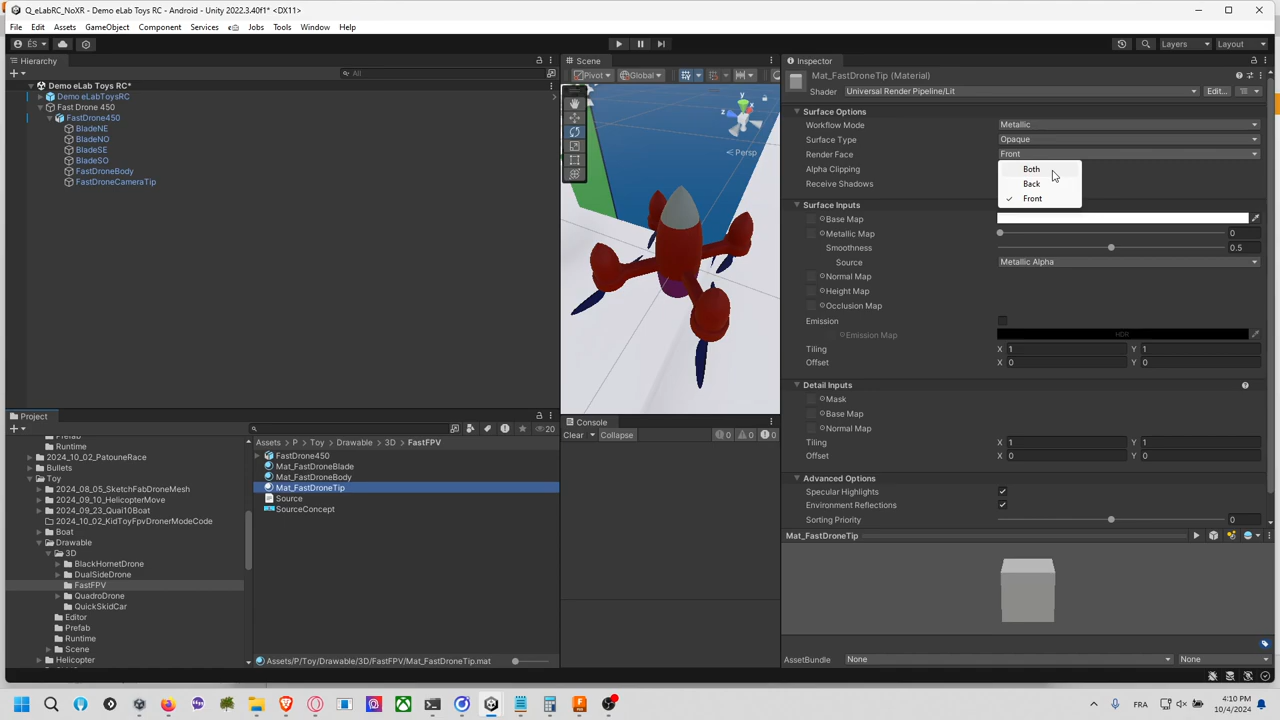 Q_eLabRC_NoXR - Demo eLab Toys RC - Android - Unity 2022.3.40f1* <DX11>
File Edit Assets GameObject Component Services Jobs Tools Window Help
ÉS Layers Layout
Hierarchy
All
Demo eLab Toys RC*
Demo eLabToysRC
Fast Drone 450
FastDrone450
BladeNE
BladeNO
BladeSE
BladeSO
FastDroneBody
FastDroneCameraTip
Scene
Pivot Global
y
z
Persp
Inspector
Mat_FastDroneTip (Material)
Shader Universal Render Pipeline/Lit Edit...
Surface Options
Workflow Mode Metallic
Surface Type Opaque
Render Face Front
Alpha Clipping
Receive Shadows
Both
Back
Front
Surface Inputs
Base Map
Metallic Map 0
Smoothness 0.5
Source Metallic Alpha
Normal Map
Height Map
Occlusion Map
Emission
Emission Map HDR
Tiling X 1 Y 1
Offset X 0 Y 0
Detail Inputs
Mask
Base Map
Normal Map
Tiling X 1 Y 1
Offset X 0 Y 0
Advanced Options
Specular Highlights
Environment Reflections
Sorting Priority 0
Mat_FastDroneTip
AssetBundle None None
Project
20
Prefab
Runtime
2024_10_02_PatouneRace
Bullets
Toy
2024_08_05_SketchFabDroneMesh
2024_09_10_HelicopterMove
2024_09_23_Quai10Boat
2024_10_02_KidToyFpvDronerModeCode
Boat
Drawable
3D
BlackHornetDrone
DualSideDrone
FastFPV
QuadroDrone
QuickSkidCar
Editor
Prefab
Runtime
Scene
Helicopter
Assets > P > Toy > Drawable > 3D > FastFPV
FastDrone450
Mat_FastDroneBlade
Mat_FastDroneBody
Mat_FastDroneTip
Source
SourceConcept
Assets/P/Toy/Drawable/3D/FastFPV/Mat_FastDroneTip.mat
Console
Clear Collapse 0 0 0
FRA 4:10 PM
10/4/2024